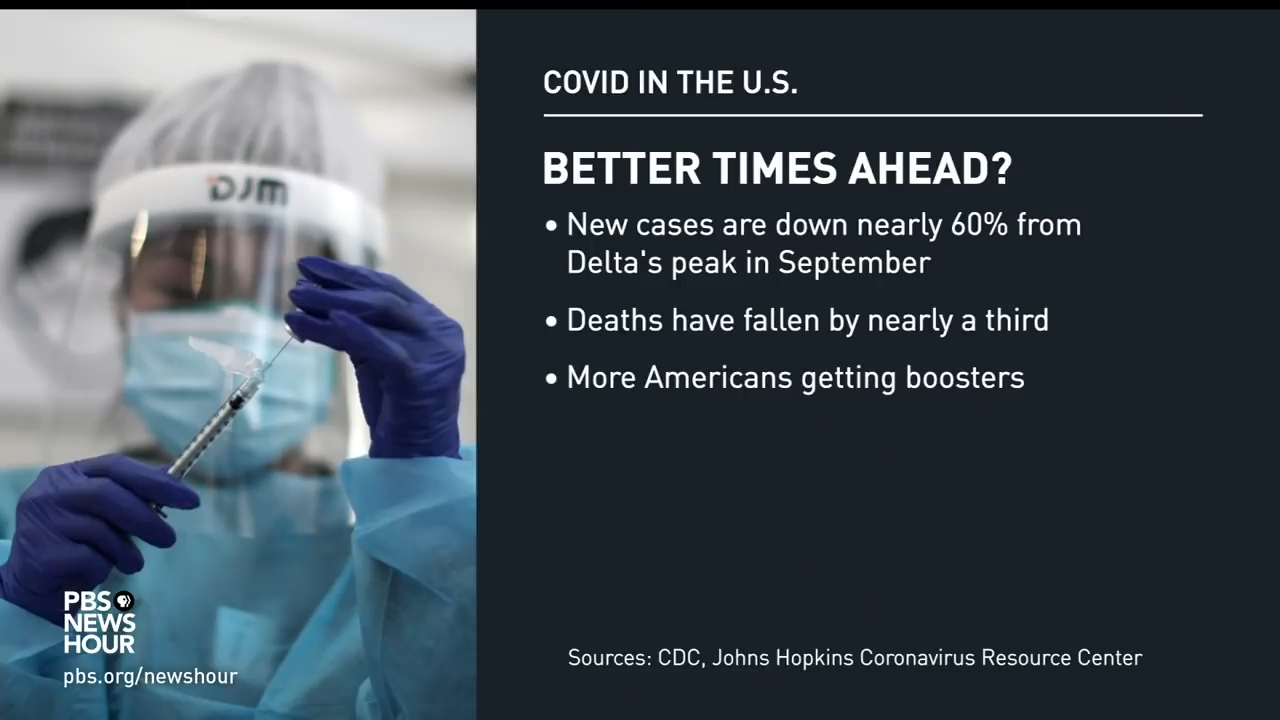 COVID IN THE U.S.
BETTER TIMES AHEAD?
• New cases are down nearly 60% from
Delta's peak in September
• Deaths have fallen by nearly a third
• More Americans getting boosters
Sources: CDC, Johns Hopkins Coronavirus Resource Center
DJM
PBS
NEWS
HOUR
pbs.org/newshour